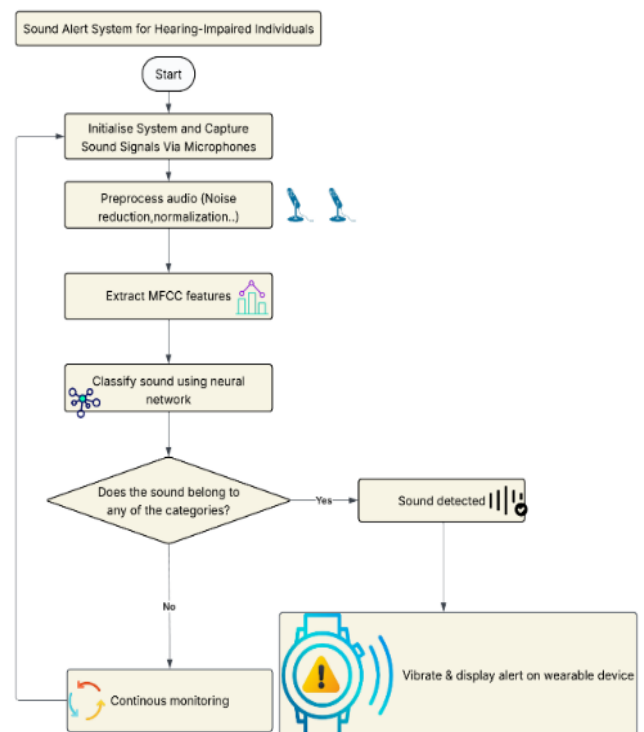 Sound Alert System for Hearing-Impaired Individuals
Start
Initialise System and Capture
Sound Signals Via Microphones
Preprocess audio (Noise
reduction,normalization..)
Extract MFCC features
Classify sound using neural
network
Does the sound belong to
any of the categories?
Yes
Sound detected
No
Continous monitoring
Vibrate & display alert on wearable device